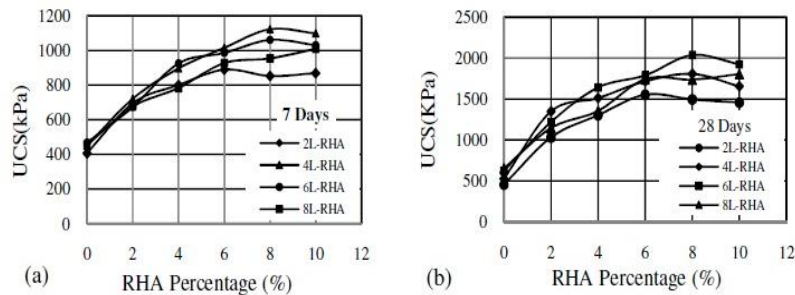 1200
1000
800
600
400
200
0
UCS(kPa)
7 Days
2L-RHA
4L-RHA
6L-RHA
8L-RHA
0 2 4 6 8 10 12
(a) RHA Percentage (%)
2500
2000
1500
1000
500
0
UCS(KPa)
28 Days
2L-RHA
4L-RHA
6L-RHA
8L-RHA
0 2 4 6 8 10 12
(b) RHA Percentage (%)